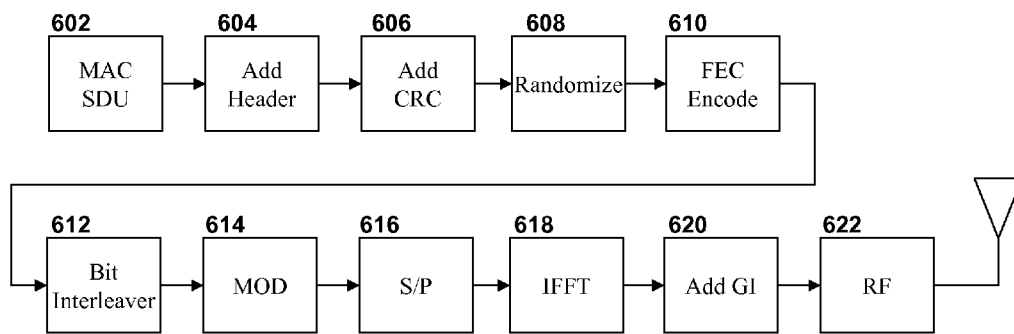 602 604 606 608 610
MAC SDU
Add Header
Add CRC
Randomize
FEC Encode
612 614 616 618 620 622
Bit Interleaver
MOD
S/P
IFFT
Add GI
RF